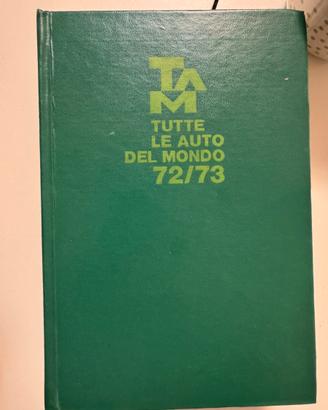 TAM
TUTTE
LE AUTO
DEL MONDO
72/73